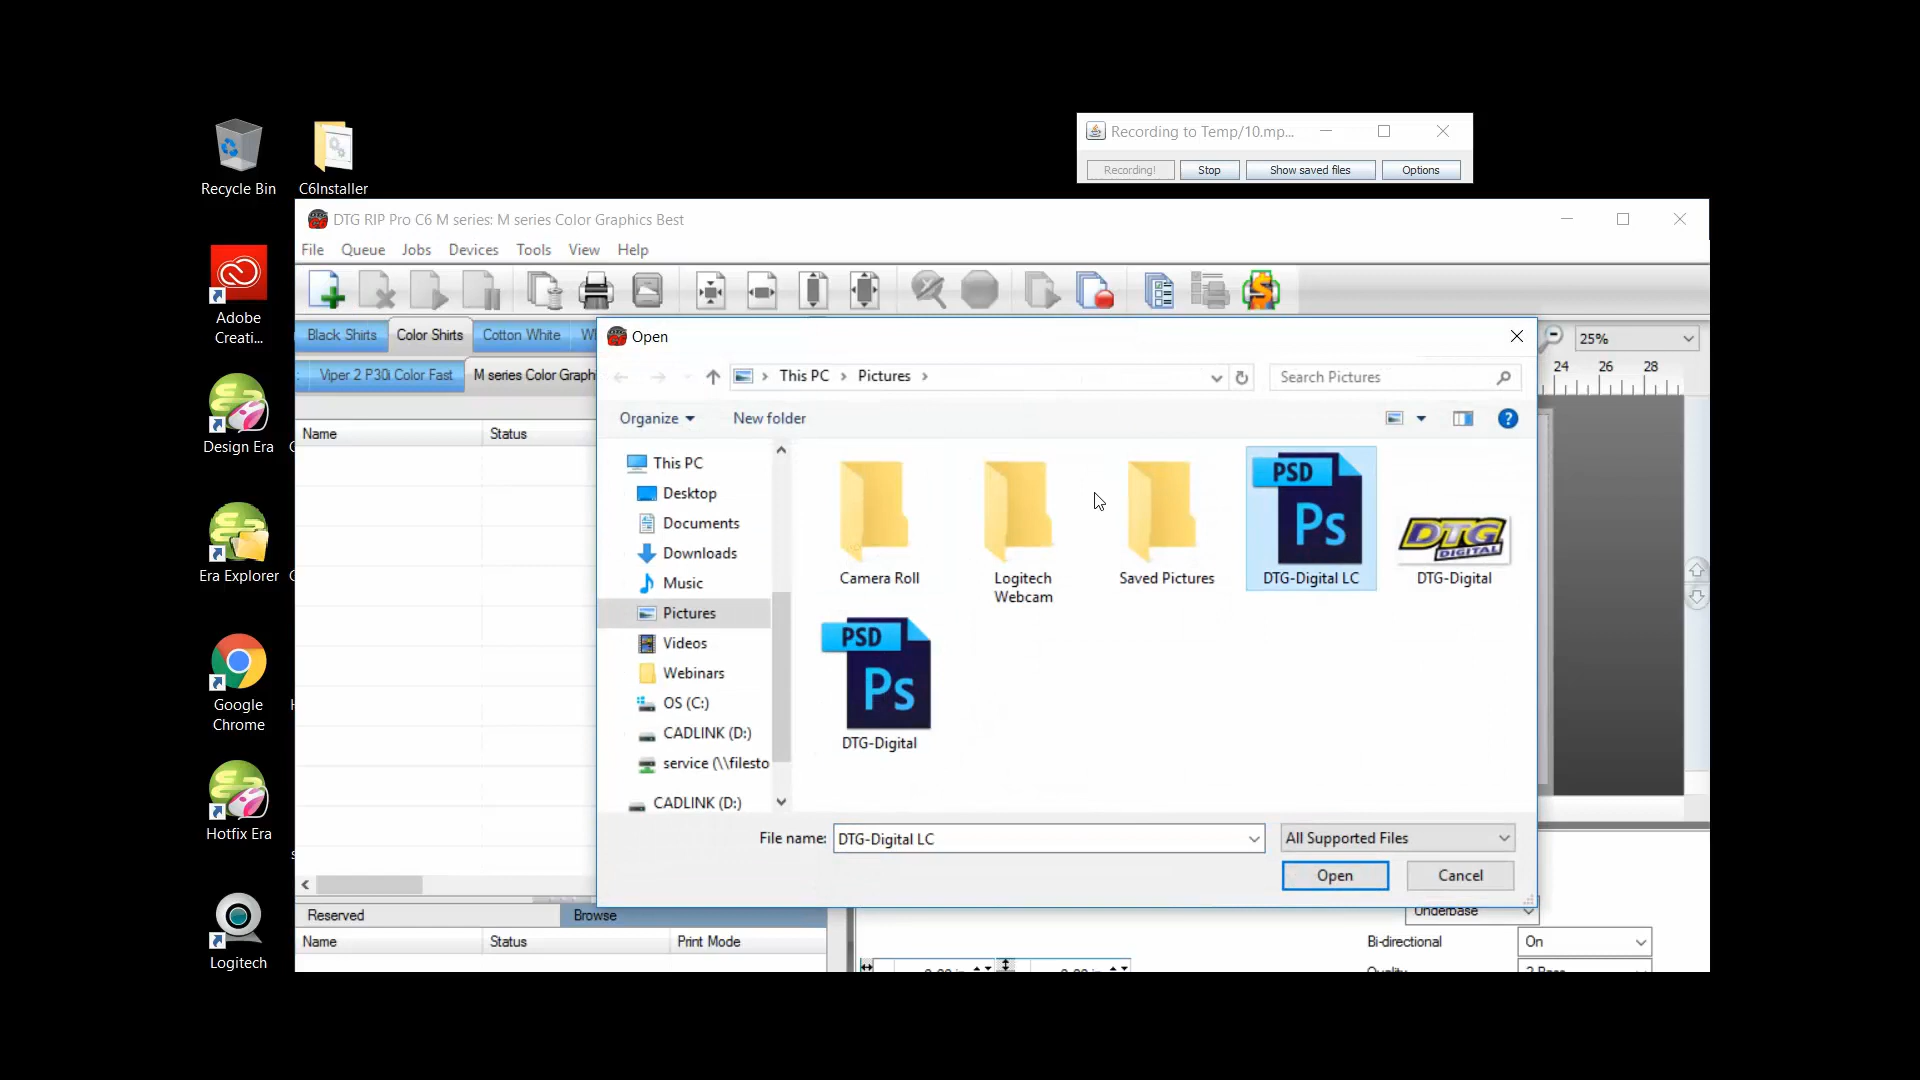 Recycle Bin
C6Installer
Adobe
Creati...
Design Era
Era Explorer
Google
Chrome
Hotfix Era
Logitech
Recording to Temp/10.mp...
Recording!
Stop
Show saved files
Options
DTG RIP Pro C6 M series: M series Color Graphics Best
File Queue Jobs Devices Tools View Help
Black Shirts Color Shirts Cotton White
Viper 2 P30i Color Fast M series Color Graph
Name Status
25%
24 26 28
Open
This PC > Pictures >
Search Pictures
Organize New folder
This PC
Desktop
Documents
Downloads
Music
Pictures
Videos
Webinars
OS (C:)
CADLINK (D:)
service (\\filesto
CADLINK (D:)
Camera Roll
Logitech
Webcam
Saved Pictures
PSD
Ps
DTG-Digital LC
DTG
DIGITAL
DTG-Digital
PSD
Ps
DTG-Digital
File name: DTG-Digital LC
All Supported Files
Open Cancel
Reserved Browse
Name Status Print Mode
Underbase
Bi-directional On